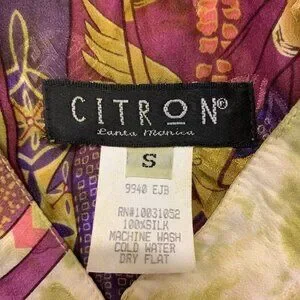 CITRON®
Santa Monica
S
9940 EJB
RN#10031052
100%SILK
MACHINE WASH
COLD WATER
DRY FLAT